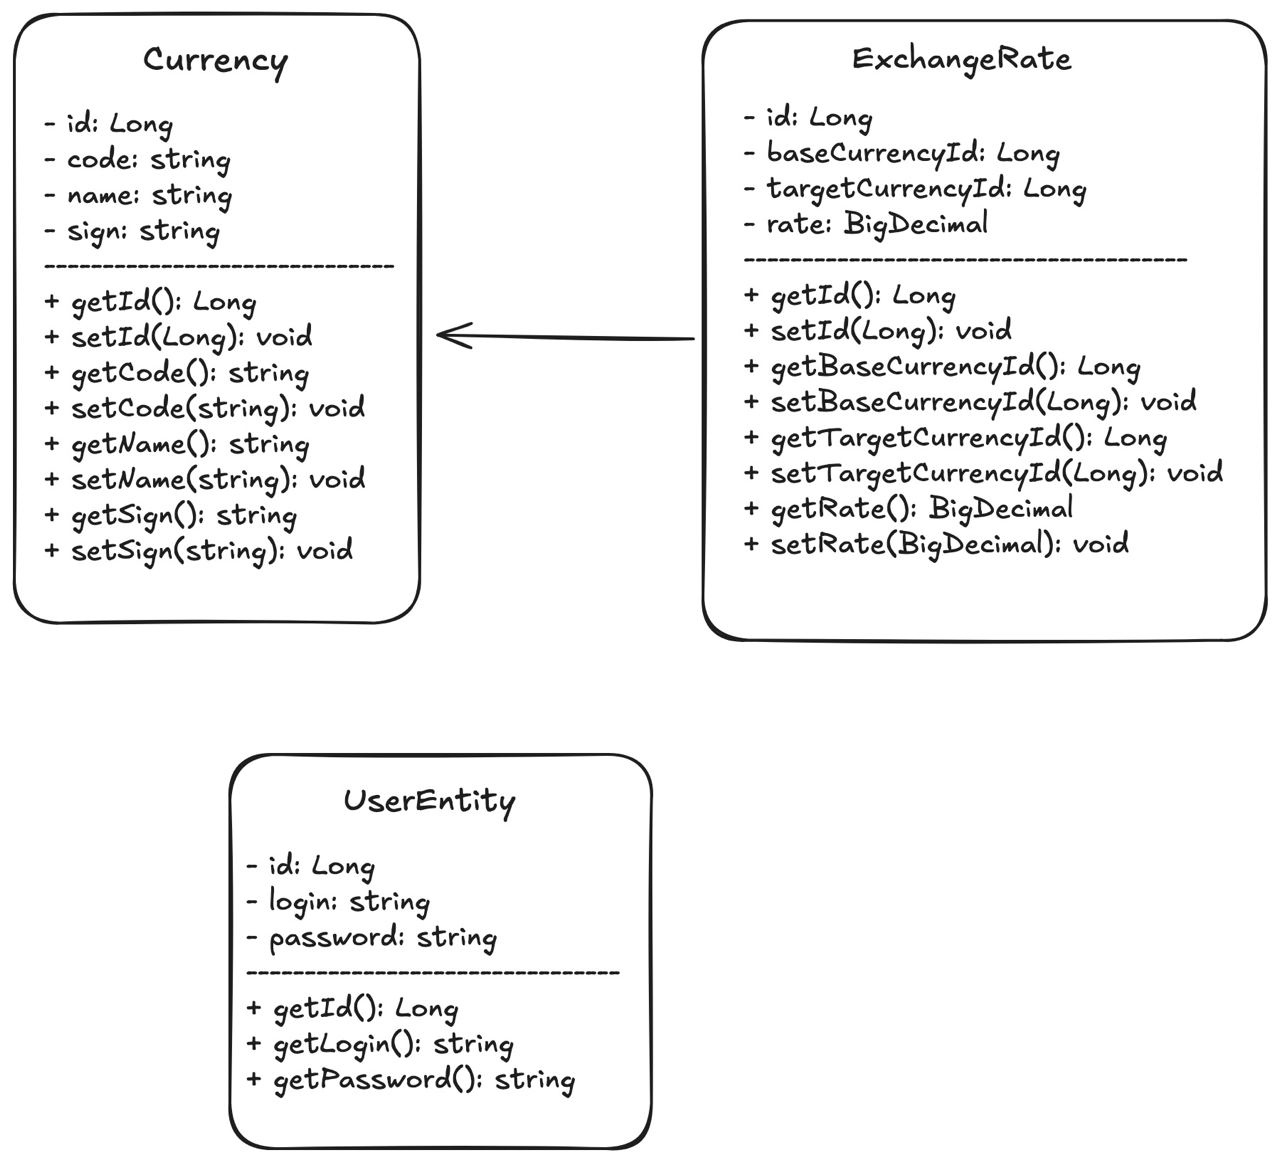 Currency
- id: Long
- code: string
- name: string
- sign: string
------------------------------
+ getId(): Long
+ setId(Long): void
+ getCode(): string
+ setCode(string): void
+ getName(): string
+ setName(string): void
+ getSign(): string
+ setSign(string): void
ExchangeRate
- id: Long
- baseCurrencyId: Long
- targetCurrencyId: Long
- rate: BigDecimal
--------------------------------------
+ getId(): Long
+ setId(Long): void
+ getBaseCurrencyId(): Long
+ setBaseCurrencyId(Long): void
+ getTargetCurrencyId(): Long
+ setTargetCurrencyId(Long): void
+ getRate(): BigDecimal
+ setRate(BigDecimal): void
UserEntity
- id: Long
- login: string
- password: string
--------------------------------
+ getId(): Long
+ getLogin(): string
+ getPassword(): string